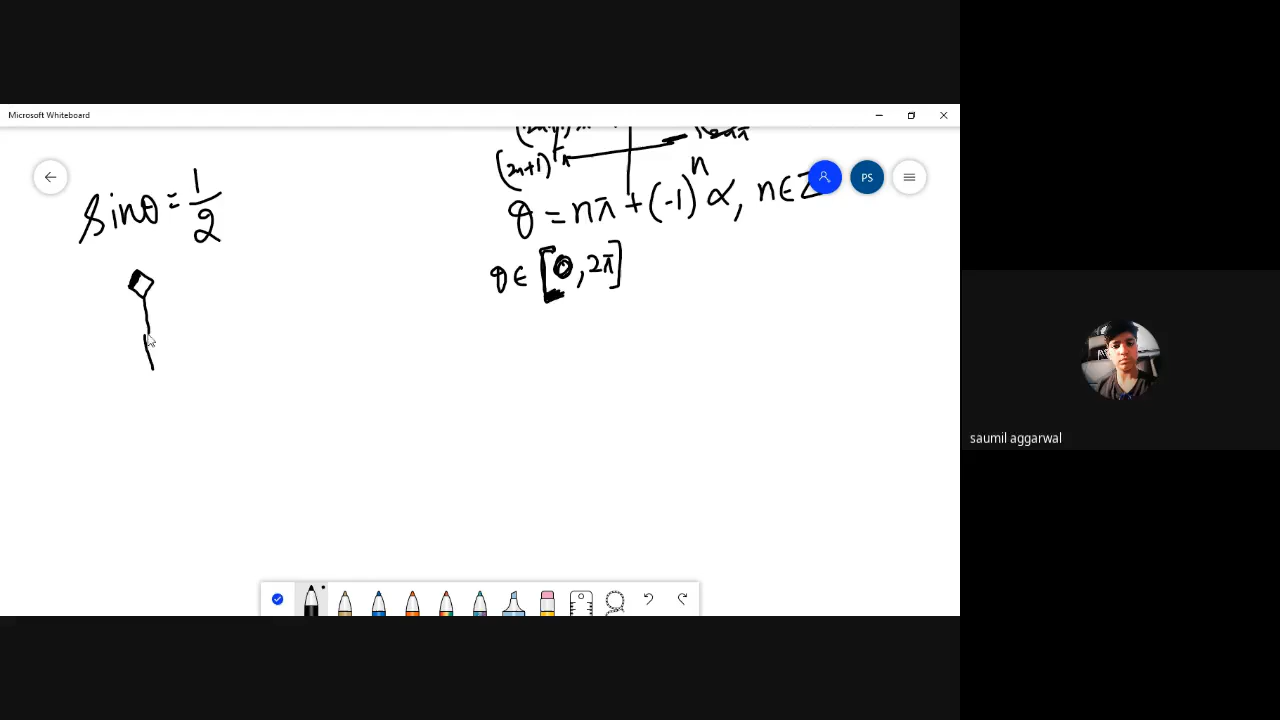 Microsoft Whiteboard
(2n+1)π
PS
sinθ = 1/2
θ = nπ + (-1)^n α, n∈Z
θ∈ [0, 2π]
saumil aggarwal